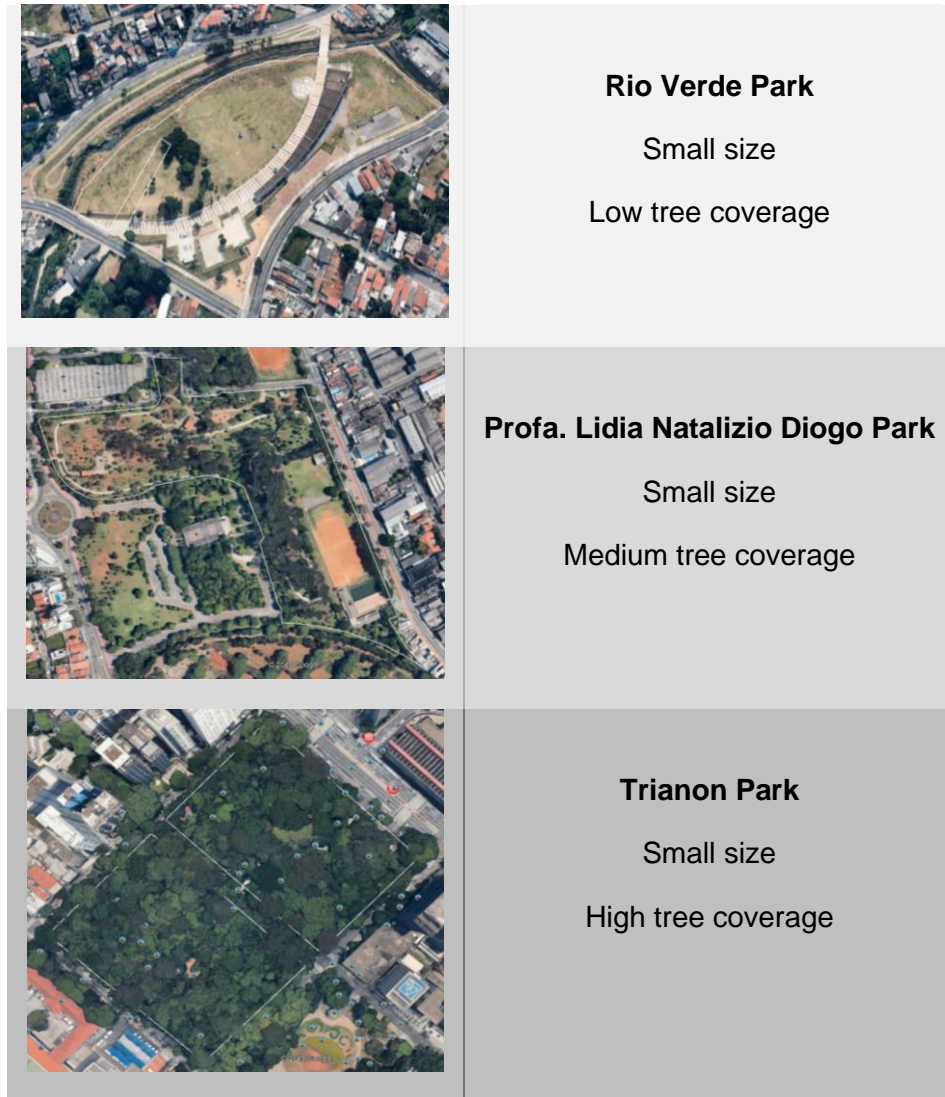 Rio Verde Park
Small size
Low tree coverage
Profa. Lidia Natalizio Diogo Park
Small size
Medium tree coverage
Trianon Park
Small size
High tree coverage